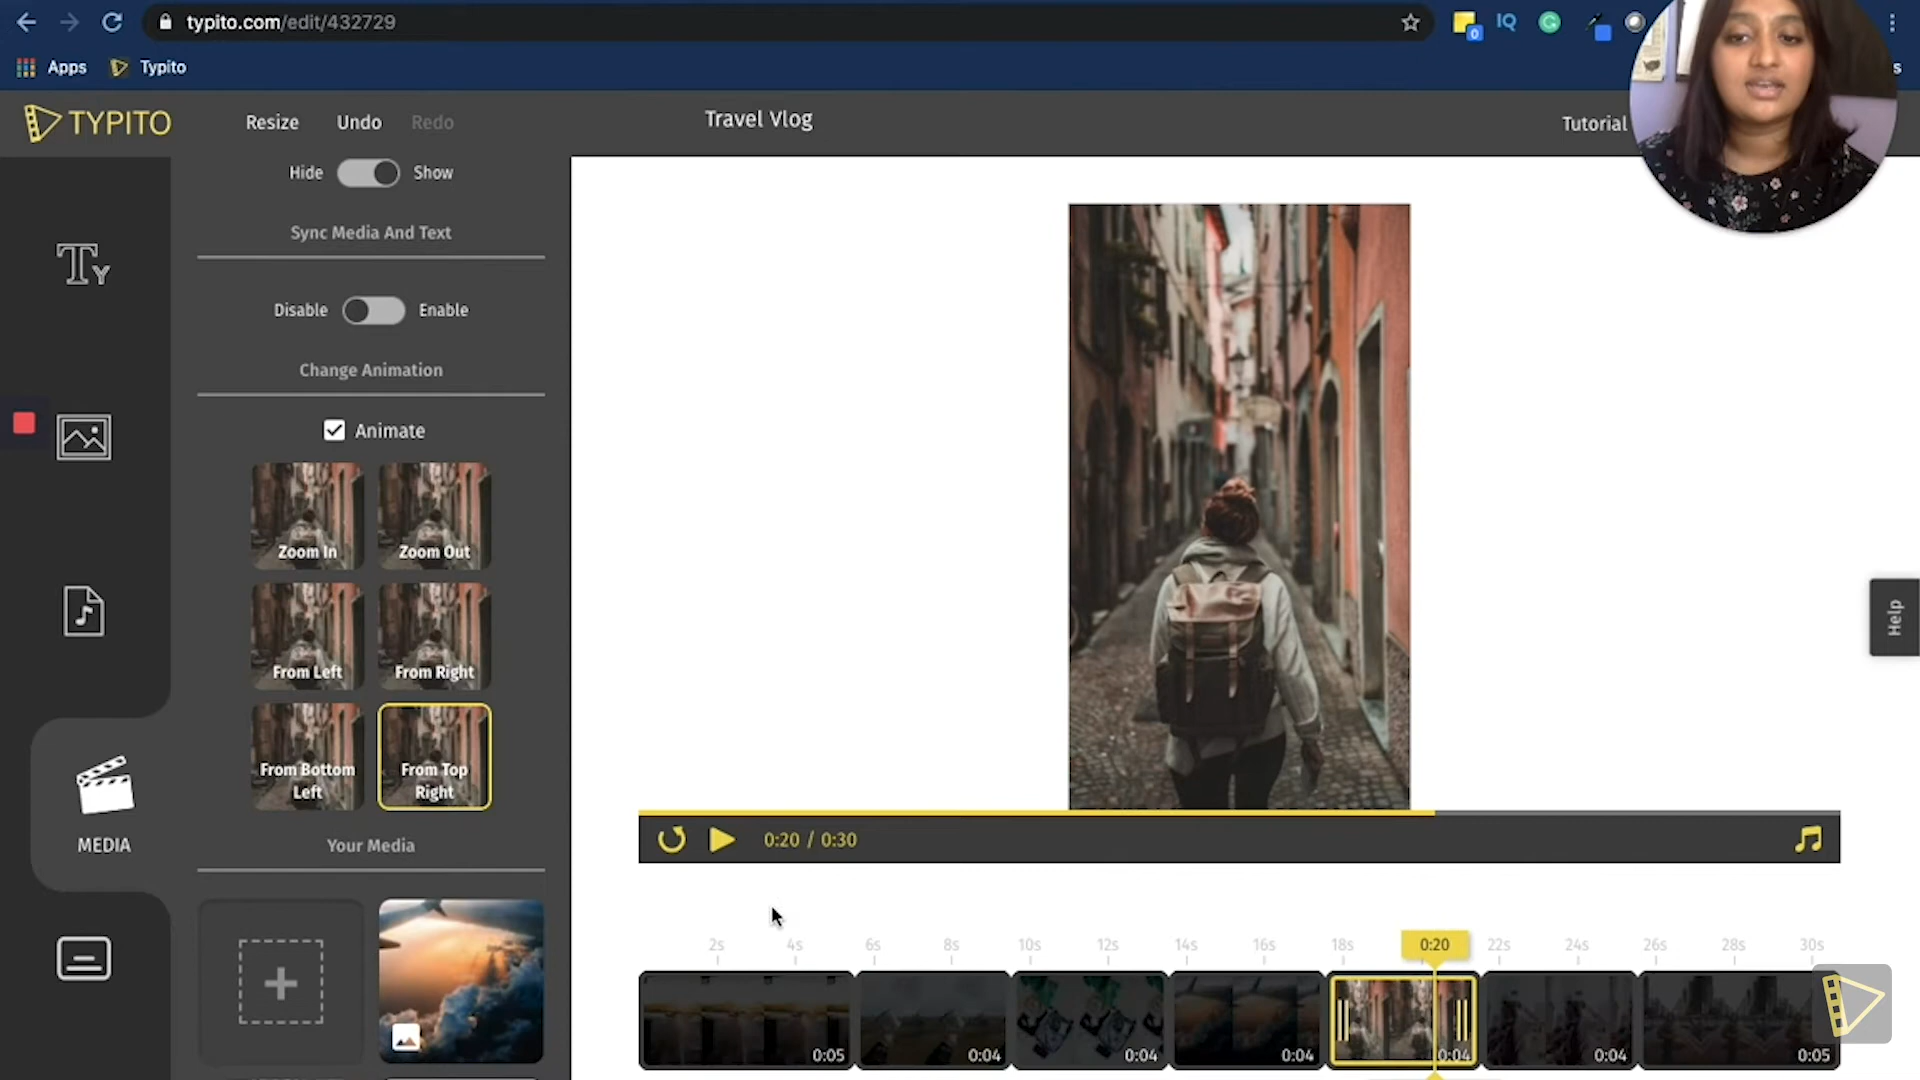 typito.com/edit/432729
0
IQ
Apps
Typito
s
TYPITO
Resize
Undo
Redo
Travel Vlog
Tutorial
Hide
Show
Sync Media And Text
Disable
Enable
Change Animation
Animate
Zoom In
Zoom Out
From Left
From Right
From Bottom
Left
From Top
Right
Your Media
MEDIA
Ty
Help
0:20 / 0:30
2s
4s
6s
8s
10s
12s
14s
16s
18s
0:20
22s
24s
26s
28s
30s
0:05
0:04
0:04
0:04
0:04
0:04
0:05